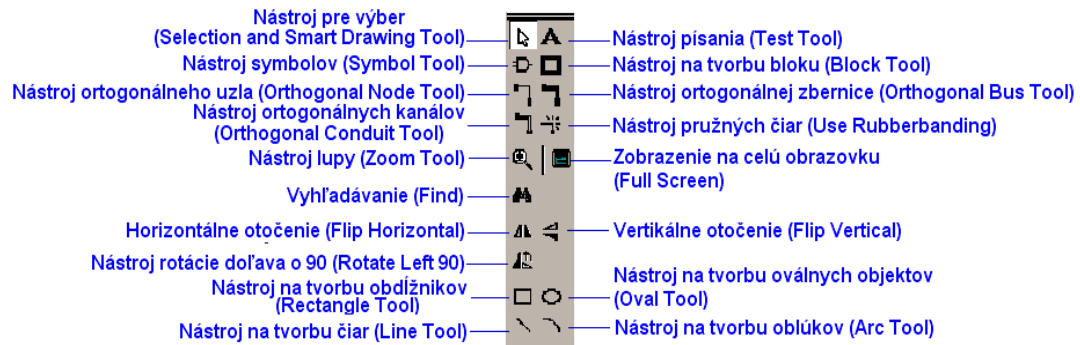 Nástroj pre výber
(Selection and Smart Drawing Tool)
Nástroj písania (Test Tool)
Nástroj symbolov (Symbol Tool)
Nástroj na tvorbu bloku (Block Tool)
Nástroj ortogonálneho uzla (Orthogonal Node Tool)
Nástroj ortogonálnej zbernice (Orthogonal Bus Tool)
Nástroj ortogonálnych kanálov
(Orthogonal Conduit Tool)
Nástroj pružných čiar (Use Rubberbanding)
Nástroj lupy (Zoom Tool)
Zobrazenie na celú obrazovku
(Full Screen)
Vyhľadávanie (Find)
Horizontálne otočenie (Flip Horizontal)
Vertikálne otočenie (Flip Vertical)
Nástroj rotácie doľava o 90 (Rotate Left 90)
Nástroj na tvorbu obdĺžnikov
(Rectangle Tool)
Nástroj na tvorbu oválnych objektov
(Oval Tool)
Nástroj na tvorbu čiar (Line Tool)
Nástroj na tvorbu oblúkov (Arc Tool)